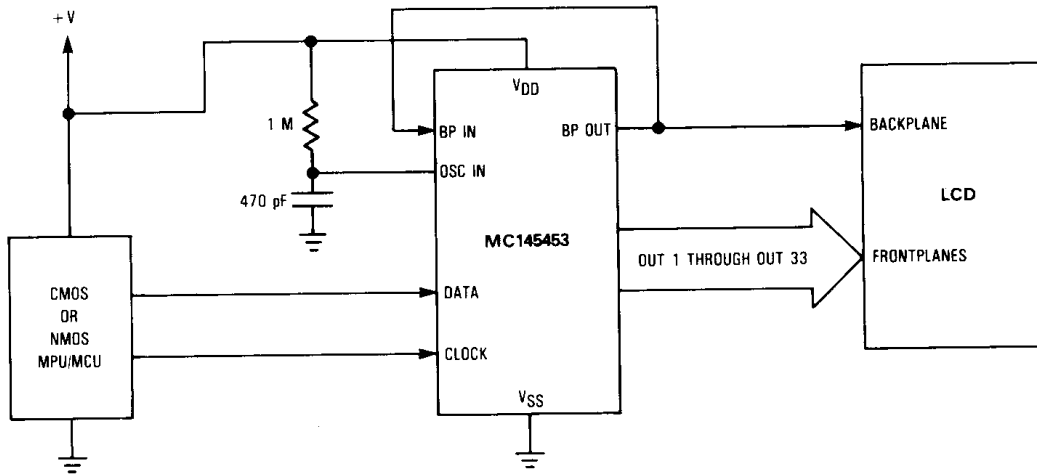 +V
VDD
1 M
BP IN
BP OUT
BACKPLANE
OSC IN
470 pF
LCD
MC145453
OUT 1 THROUGH OUT 33
FRONTPLANES
CMOS
OR
NMOS
MPU/MCU
DATA
CLOCK
VSS